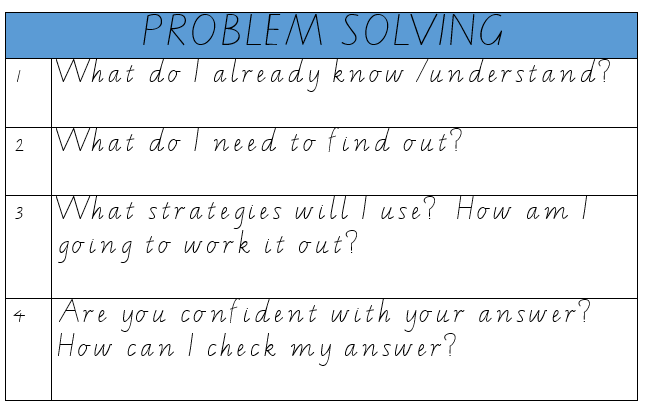 PROBLEM SOLVING
1 What do I already know /understand?
2 What do I need to find out?
3 What strategies will I use? How am I
going to work it out?
4 Are you confident with your answer?
How can I check my answer?